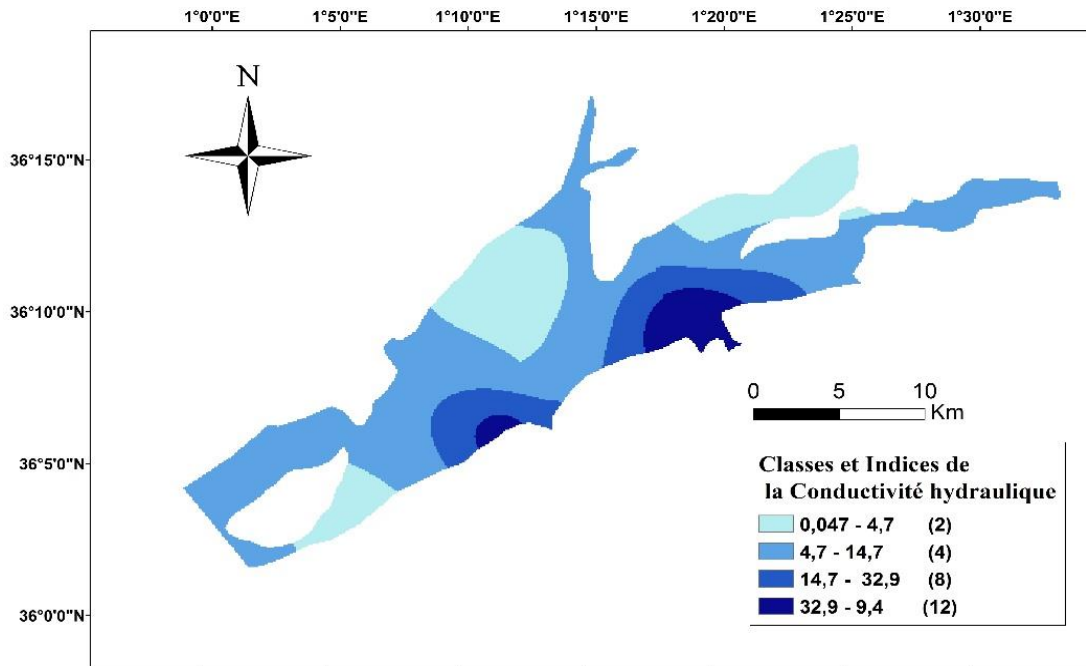 1°0'0"E 1°5'0"E 1°10'0"E 1°15'0"E 1°20'0"E 1°25'0"E 1°30'0"E
N
36°15'0"N
36°10'0"N
0 5 10
Km
36°5'0"N
Classes et Indices de
la Conductivité hydraulique
0,047 - 4,7 (2)
4,7 - 14,7 (4)
14,7 - 32,9 (8)
32,9 - 9,4 (12)
36°0'0"N